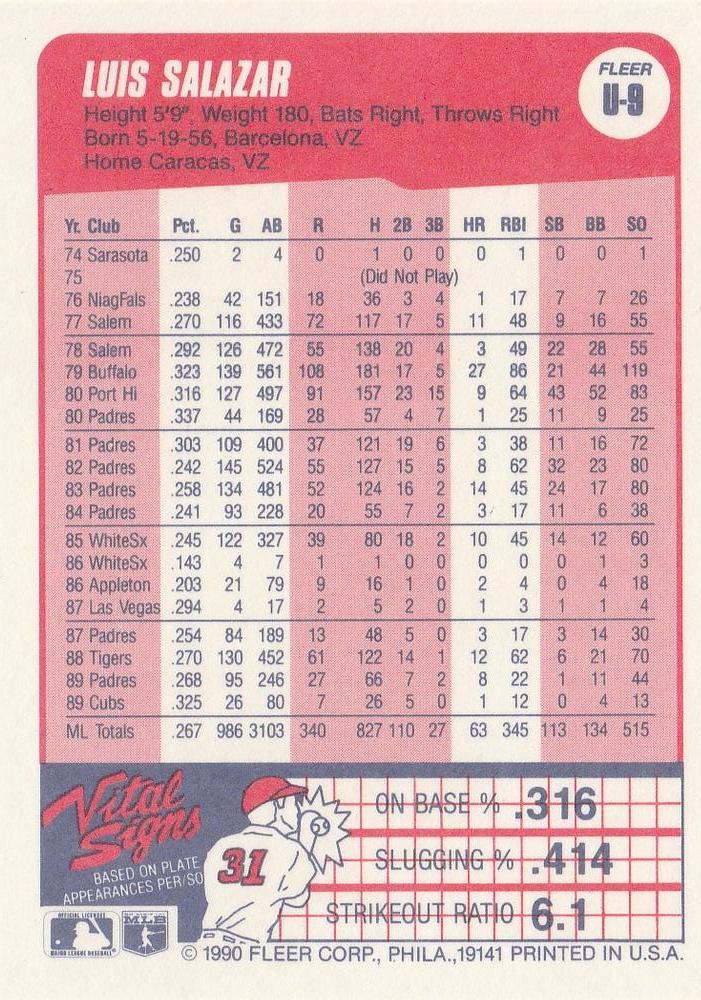 LUIS SALAZAR
FLEER
U-9
Height 5'9", Weight 180, Bats Right, Throws Right
Born 5-19-56, Barcelona, VZ
Home Caracas, VZ
Yr. Club Pct. G AB R H 2B 3B HR RBI SB BB SO
74 Sarasota .250 2 4 0 1 0 0 0 1 0 0 1
75 (Did Not Play)
76 NiagFals .238 42 151 18 36 3 4 1 17 7 7 26
77 Salem .270 116 433 72 117 17 5 11 48 9 16 55
78 Salem .292 126 472 55 138 20 4 3 49 22 28 55
79 Buffalo .323 139 561 108 181 17 5 27 86 21 44 119
80 Port Hi .316 127 497 91 157 23 15 9 64 43 52 83
80 Padres .337 44 169 28 57 4 7 1 25 11 9 25
81 Padres .303 109 400 37 121 19 6 3 38 11 16 72
82 Padres .242 145 524 55 127 15 5 8 62 32 23 80
83 Padres .258 134 481 52 124 16 2 14 45 24 17 80
84 Padres .241 93 228 20 55 7 2 3 17 11 6 38
85 WhiteSx .245 122 327 39 80 18 2 10 45 14 12 60
86 WhiteSx .143 4 7 1 1 0 0 0 0 0 1 3
86 Appleton .203 21 79 9 16 1 0 2 4 0 4 18
87 Las Vegas .294 4 17 2 5 2 0 1 3 1 1 4
87 Padres .254 84 189 13 48 5 0 3 17 3 14 30
88 Tigers .270 130 452 61 122 14 1 12 62 6 21 70
89 Padres .268 95 246 27 66 7 2 8 22 1 11 44
89 Cubs .325 26 80 7 26 5 0 1 12 0 4 13
ML Totals .267 986 3103 340 827 110 27 63 345 113 134 515
Vital
Signs
BASED ON PLATE
APPEARANCES PER/SO
31
ON BASE % .316
SLUGGING % .414
STRIKEOUT RATIO 6.1
OFFICIAL LICENSEE
MAJOR LEAGUE BASEBALL
MLB
© 1990 FLEER CORP., PHILA.,19141 PRINTED IN U.S.A.